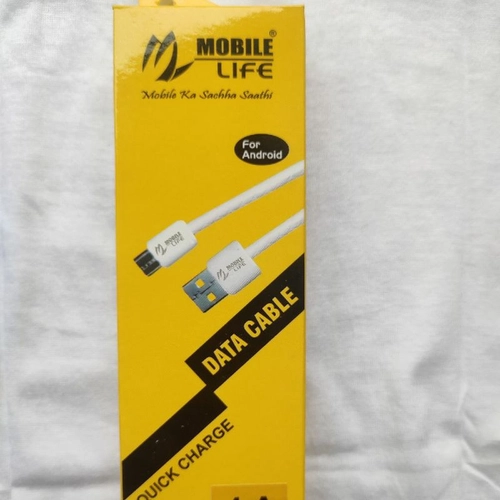 MOBILE®
LIFE
Mobile Ka Sachha Saathi
For
Android
MOBILE
LIFE
MOBILE
LIFE
DATA CABLE
QUICK CHARGE